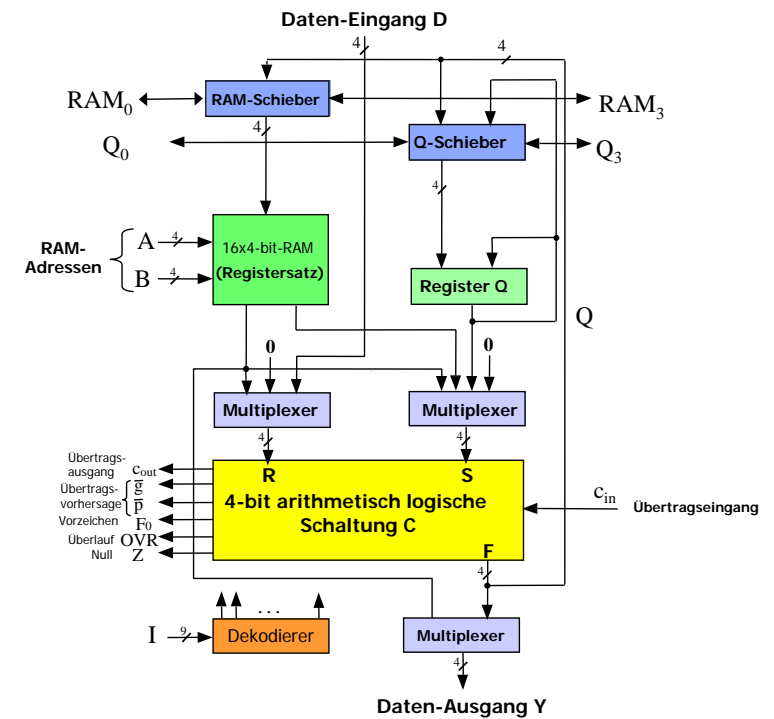 Daten-Eingang D
4
4
RAM0
RAM-Schieber
RAM3
4
Q0
Q-Schieber
Q3
4
RAM-
Adressen
A
4
B
4
16x4-bit-RAM
(Registersatz)
Register Q
Q
0
0
Multiplexer
Multiplexer
4
4
Übertrags-
ausgang
cout
Übertrags-
vorhersage
g̅
p̅
Vorzeichen
F0
Überlauf
OVR
Null
Z
R
S
4-bit arithmetisch logische
Schaltung C
F
cin
Übertragseingang
4
...
I
9
Dekodierer
Multiplexer
4
Daten-Ausgang Y